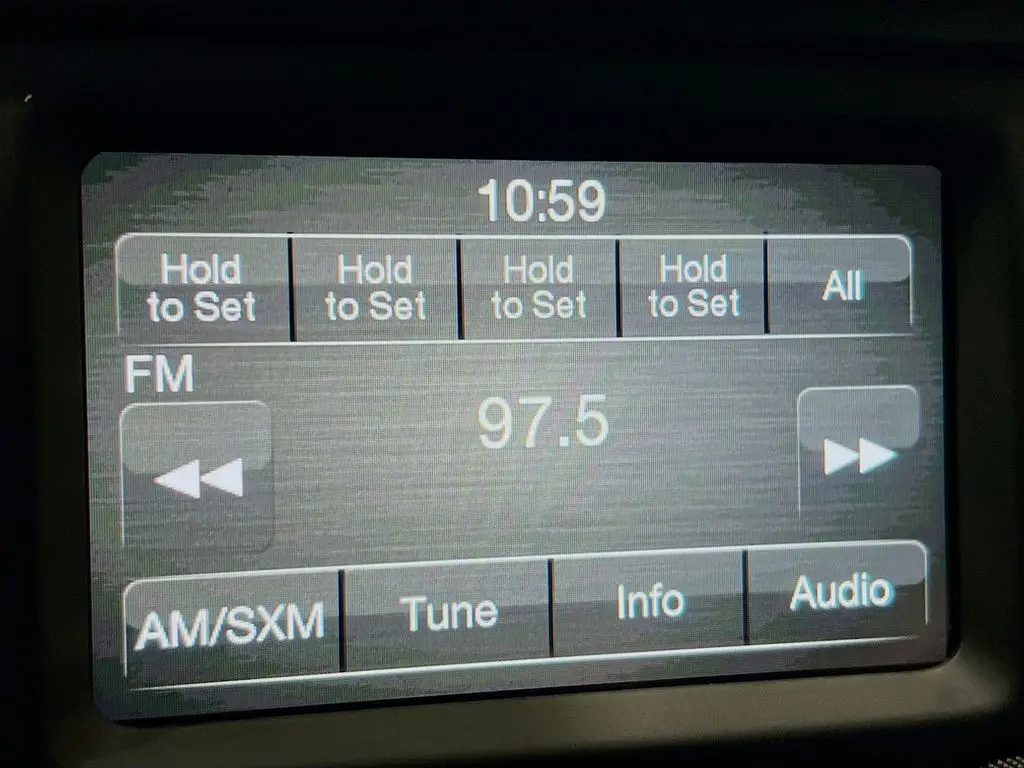 10:59
Hold to Set
Hold to Set
Hold to Set
Hold to Set
All
FM
97.5
AM/SXM
Tune
Info
Audio